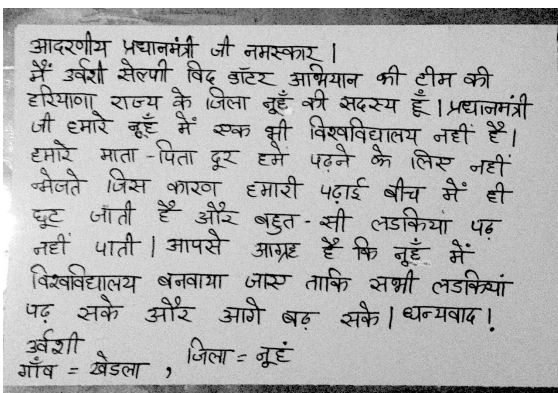 आदरणीय प्रधानमंत्री जी नमस्कार |
मैं उर्वशी सेल्फी विद डॉटर अभियान की टीम की
हरियाणा राज्य के जिला नूहँ की सदस्य हूँ | प्रधानमंत्री
जी हमारे नूहँ में एक भी विश्वविद्यालय नहीं है |
हमारे माता - पिता दूर हमे पढ़ने के लिए नहीं
भेजते जिस कारण हमारी पढ़ाई बीच में ही
छूट जाती है और बहुत - सी लडकियां पढ़
नहीं पाती | आपसे आग्रह है कि नूहँ में
विश्वविद्यालय बनवाया जाए ताकि सभी लडकियां
पढ़ सके और आगे बढ़ सके | धन्यवाद !
उर्वशी
गाँव = खेडला , जिला = नूहं